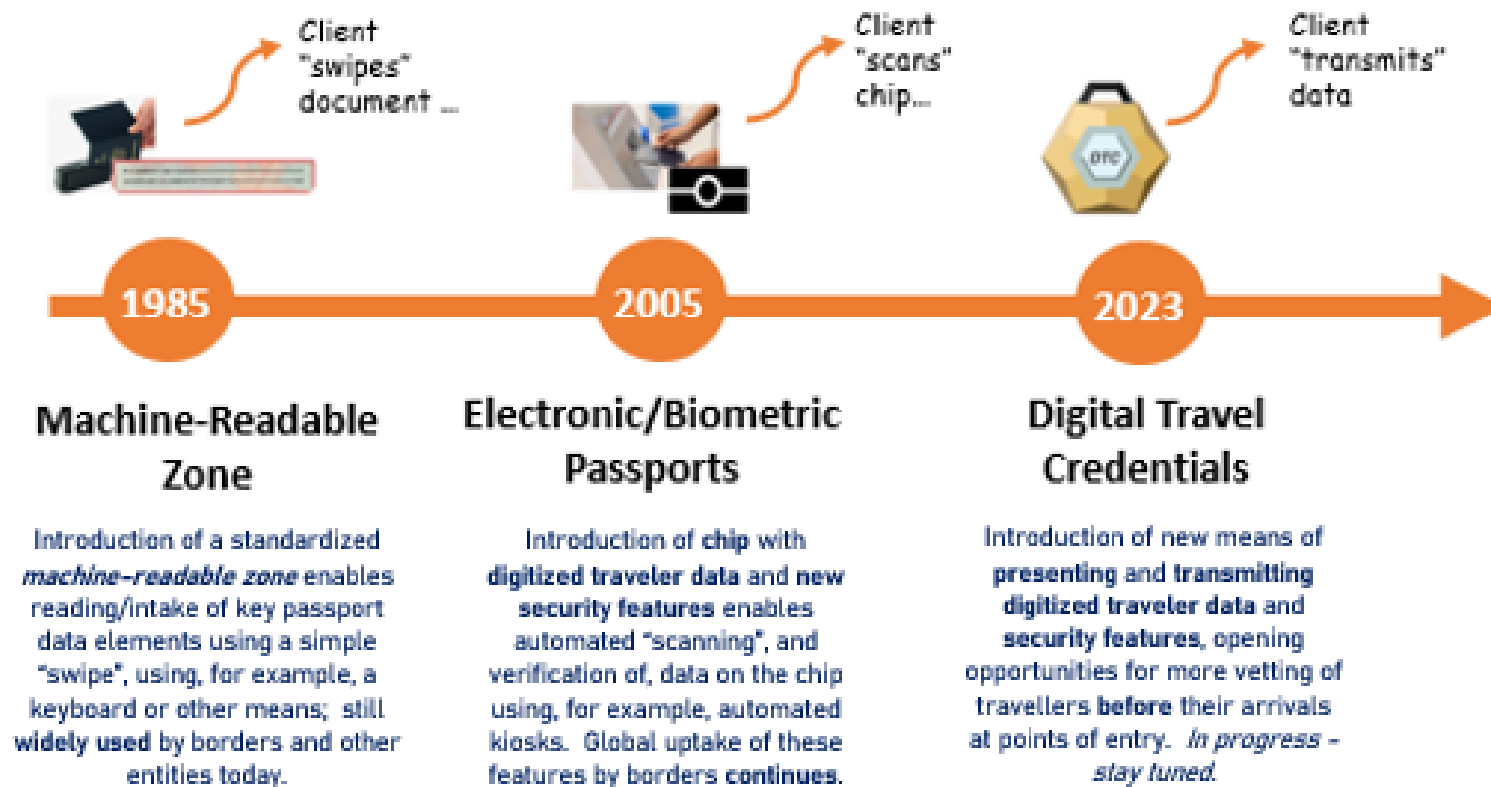 Client
“swipes”
document ...
Client
“scans”
chip...
Client
“transmits”
data
DTC
1985
2005
2023
Machine-Readable
Zone
Introduction of a standardized
machine-readable zone enables
reading/intake of key passport
data elements using a simple
“swipe”, using, for example, a
keyboard or other means; still
widely used by borders and other
entities today.
Electronic/Biometric
Passports
Introduction of chip with
digitized traveler data and new
security features enables
automated “scanning”, and
verification of, data on the chip
using, for example, automated
kiosks. Global uptake of these
features by borders continues.
Digital Travel
Credentials
Introduction of new means of
presenting and transmitting
digitized traveler data and
security features, opening
opportunities for more vetting of
travellers before their arrivals
at points of entry. In progress –
stay tuned.